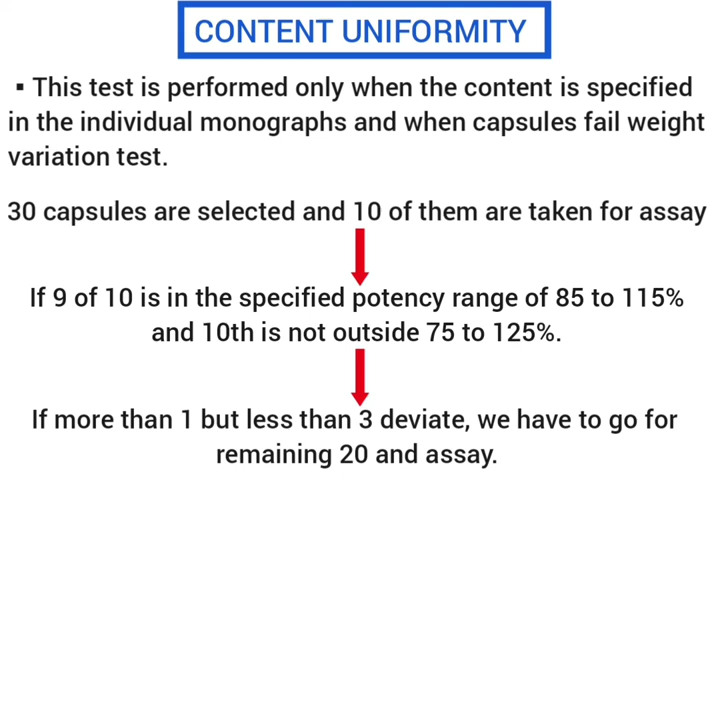 CONTENT UNIFORMITY
▪ This test is performed only when the content is specified
in the individual monographs and when capsules fail weight
variation test.
30 capsules are selected and 10 of them are taken for assay
If 9 of 10 is in the specified potency range of 85 to 115%
and 10th is not outside 75 to 125%.
If more than 1 but less than 3 deviate, we have to go for
remaining 20 and assay.